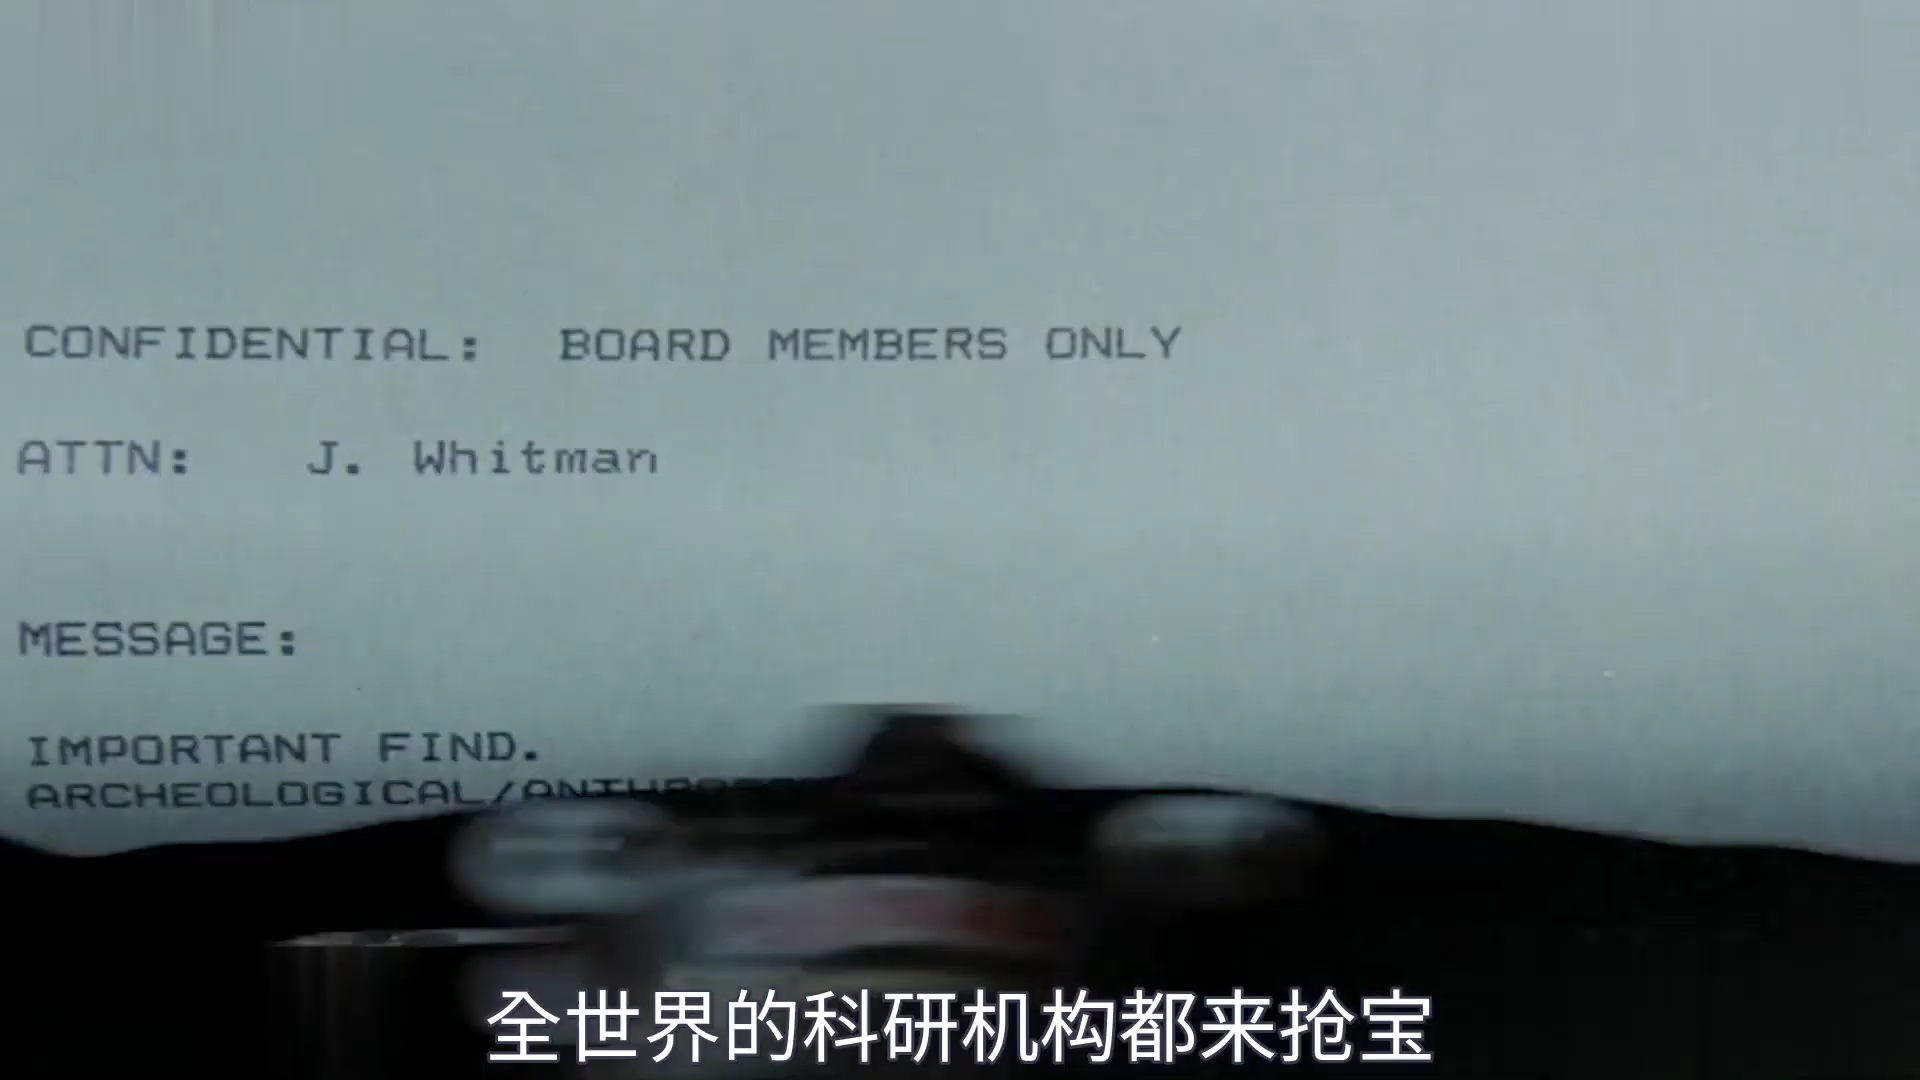 CONFIDENTIAL: BOARD MEMBERS ONLY
ATTN: J. Whitman
MESSAGE:
IMPORTANT FIND.
ARCHEOLOGICAL/
全世界的科研机构都来抢宝